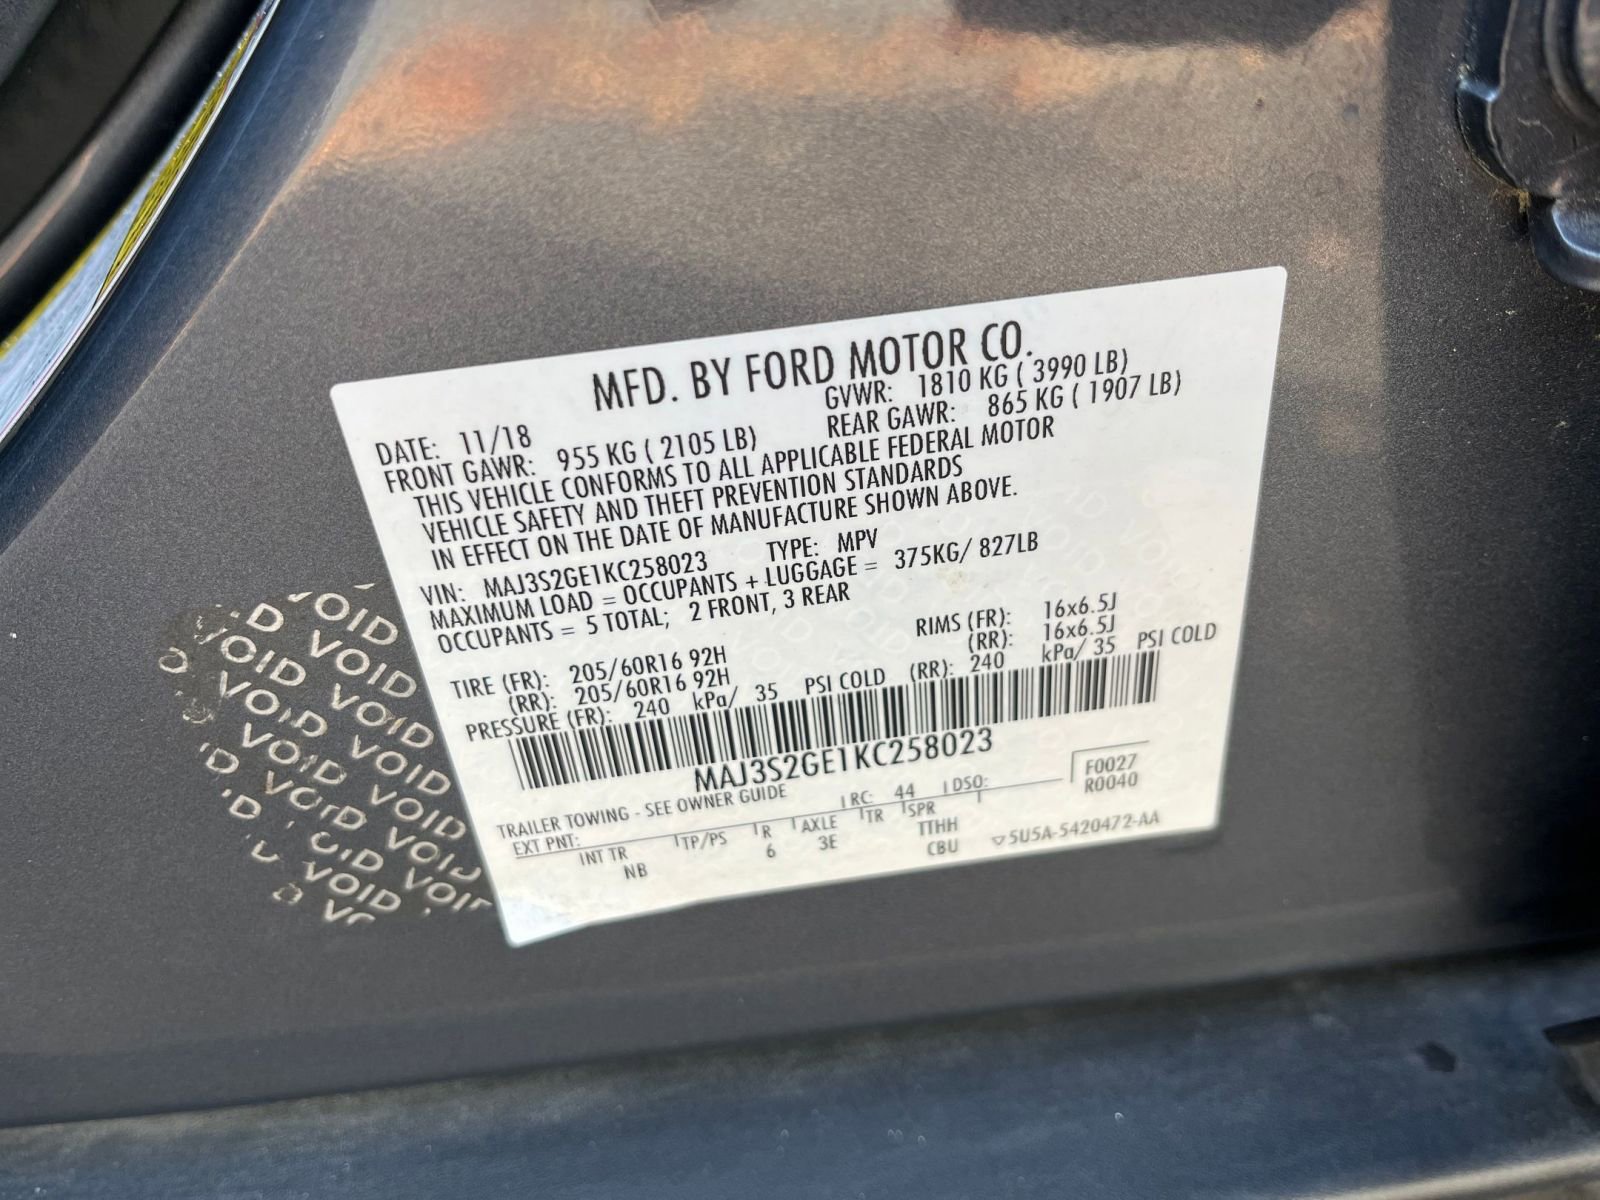 MFD. BY FORD MOTOR CO.
DATE: 11/18 GVWR: 1810 KG ( 3990 LB)
FRONT GAWR: 955 KG ( 2105 LB) REAR GAWR: 865 KG ( 1907 LB)
THIS VEHICLE CONFORMS TO ALL APPLICABLE FEDERAL MOTOR
VEHICLE SAFETY AND THEFT PREVENTION STANDARDS
IN EFFECT ON THE DATE OF MANUFACTURE SHOWN ABOVE.
VIN: MAJ3S2GE1KC258023 TYPE: MPV
MAXIMUM LOAD = OCCUPANTS + LUGGAGE = 375KG/ 827LB
OCCUPANTS = 5 TOTAL; 2 FRONT, 3 REAR
TIRE (FR): 205/60R16 92H RIMS (FR): 16x6.5J
(RR): 205/60R16 92H (RR): 16x6.5J
PRESSURE (FR): 240 kPa/ 35 PSI COLD (RR): 240 kPa/ 35 PSI COLD
MAJ3S2GE1KC258023
TRAILER TOWING - SEE OWNER GUIDE
EXT PNT: RC: 44 DSO: F0027
R0040
INT TR TP/PS R AXLE TR SPR
NB 6 3E TTHH
CBU ▽5U5A-5420472-AA
VOID
VOID
VOID VOID
VOID VOID
VOID VOID
VOID VOID
VOID
VOID